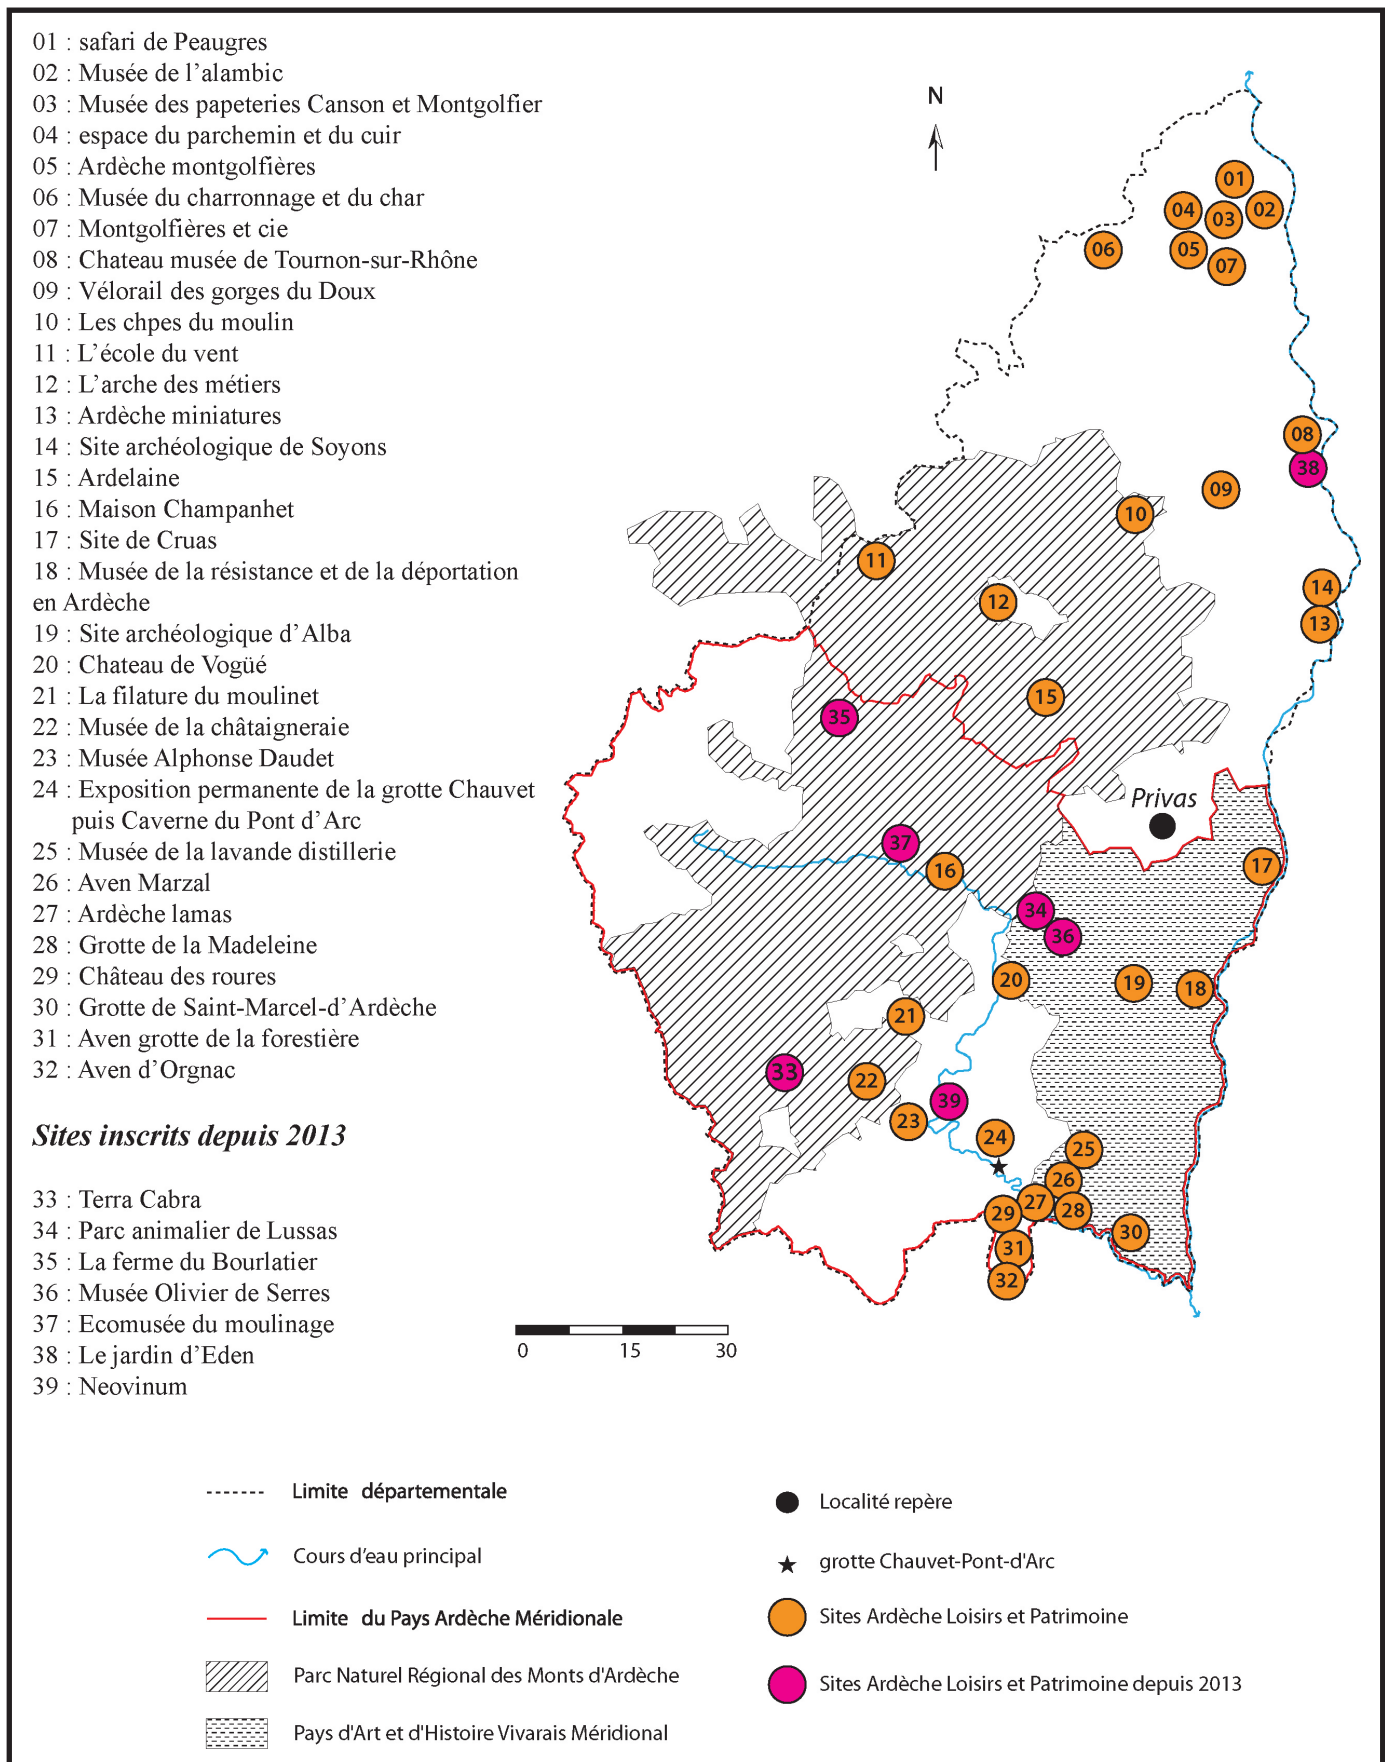 01 : safari de Peaugres
02 : Musée de l'alambic
03 : Musée des papeteries Canson et Montgolfier
04 : espace du parchemin et du cuir
05 : Ardèche montgolfières
06 : Musée du charronnage et du char
07 : Montgolfières et cie
08 : Chateau musée de Tournon-sur-Rhône
09 : Vélorail des gorges du Doux
10 : Les chpes du moulin
11 : L'école du vent
12 : L'arche des métiers
13 : Ardèche miniatures
14 : Site archéologique de Soyons
15 : Ardelaine
16 : Maison Champanhet
17 : Site de Cruas
18 : Musée de la résistance et de la déportation
en Ardèche
19 : Site archéologique d'Alba
20 : Chateau de Vogüé
21 : La filature du moulinet
22 : Musée de la châtaigneraie
23 : Musée Alphonse Daudet
24 : Exposition permanente de la grotte Chauvet
puis Caverne du Pont d'Arc
25 : Musée de la lavande distillerie
26 : Aven Marzal
27 : Ardèche lamas
28 : Grotte de la Madeleine
29 : Château des roures
30 : Grotte de Saint-Marcel-d'Ardèche
31 : Aven grotte de la forestière
32 : Aven d'Orgnac
Sites inscrits depuis 2013
33 : Terra Cabra
34 : Parc animalier de Lussas
35 : La ferme du Bourlatier
36 : Musée Olivier de Serres
37 : Ecomusée du moulinage
38 : Le jardin d'Eden
39 : Neovinum
N
01
04
03
02
06
05
07
08
38
09
10
11
12
14
13
15
35
Privas
37
16
17
34
36
20
19
18
21
33
22
39
23
24
25
26
27
28
29
30
31
32
0 15 30
Limite départementale
Cours d'eau principal
Limite du Pays Ardèche Méridionale
Parc Naturel Régional des Monts d'Ardèche
Pays d'Art et d'Histoire Vivarais Méridional
Localité repère
grotte Chauvet-Pont-d'Arc
Sites Ardèche Loisirs et Patrimoine
Sites Ardèche Loisirs et Patrimoine depuis 2013